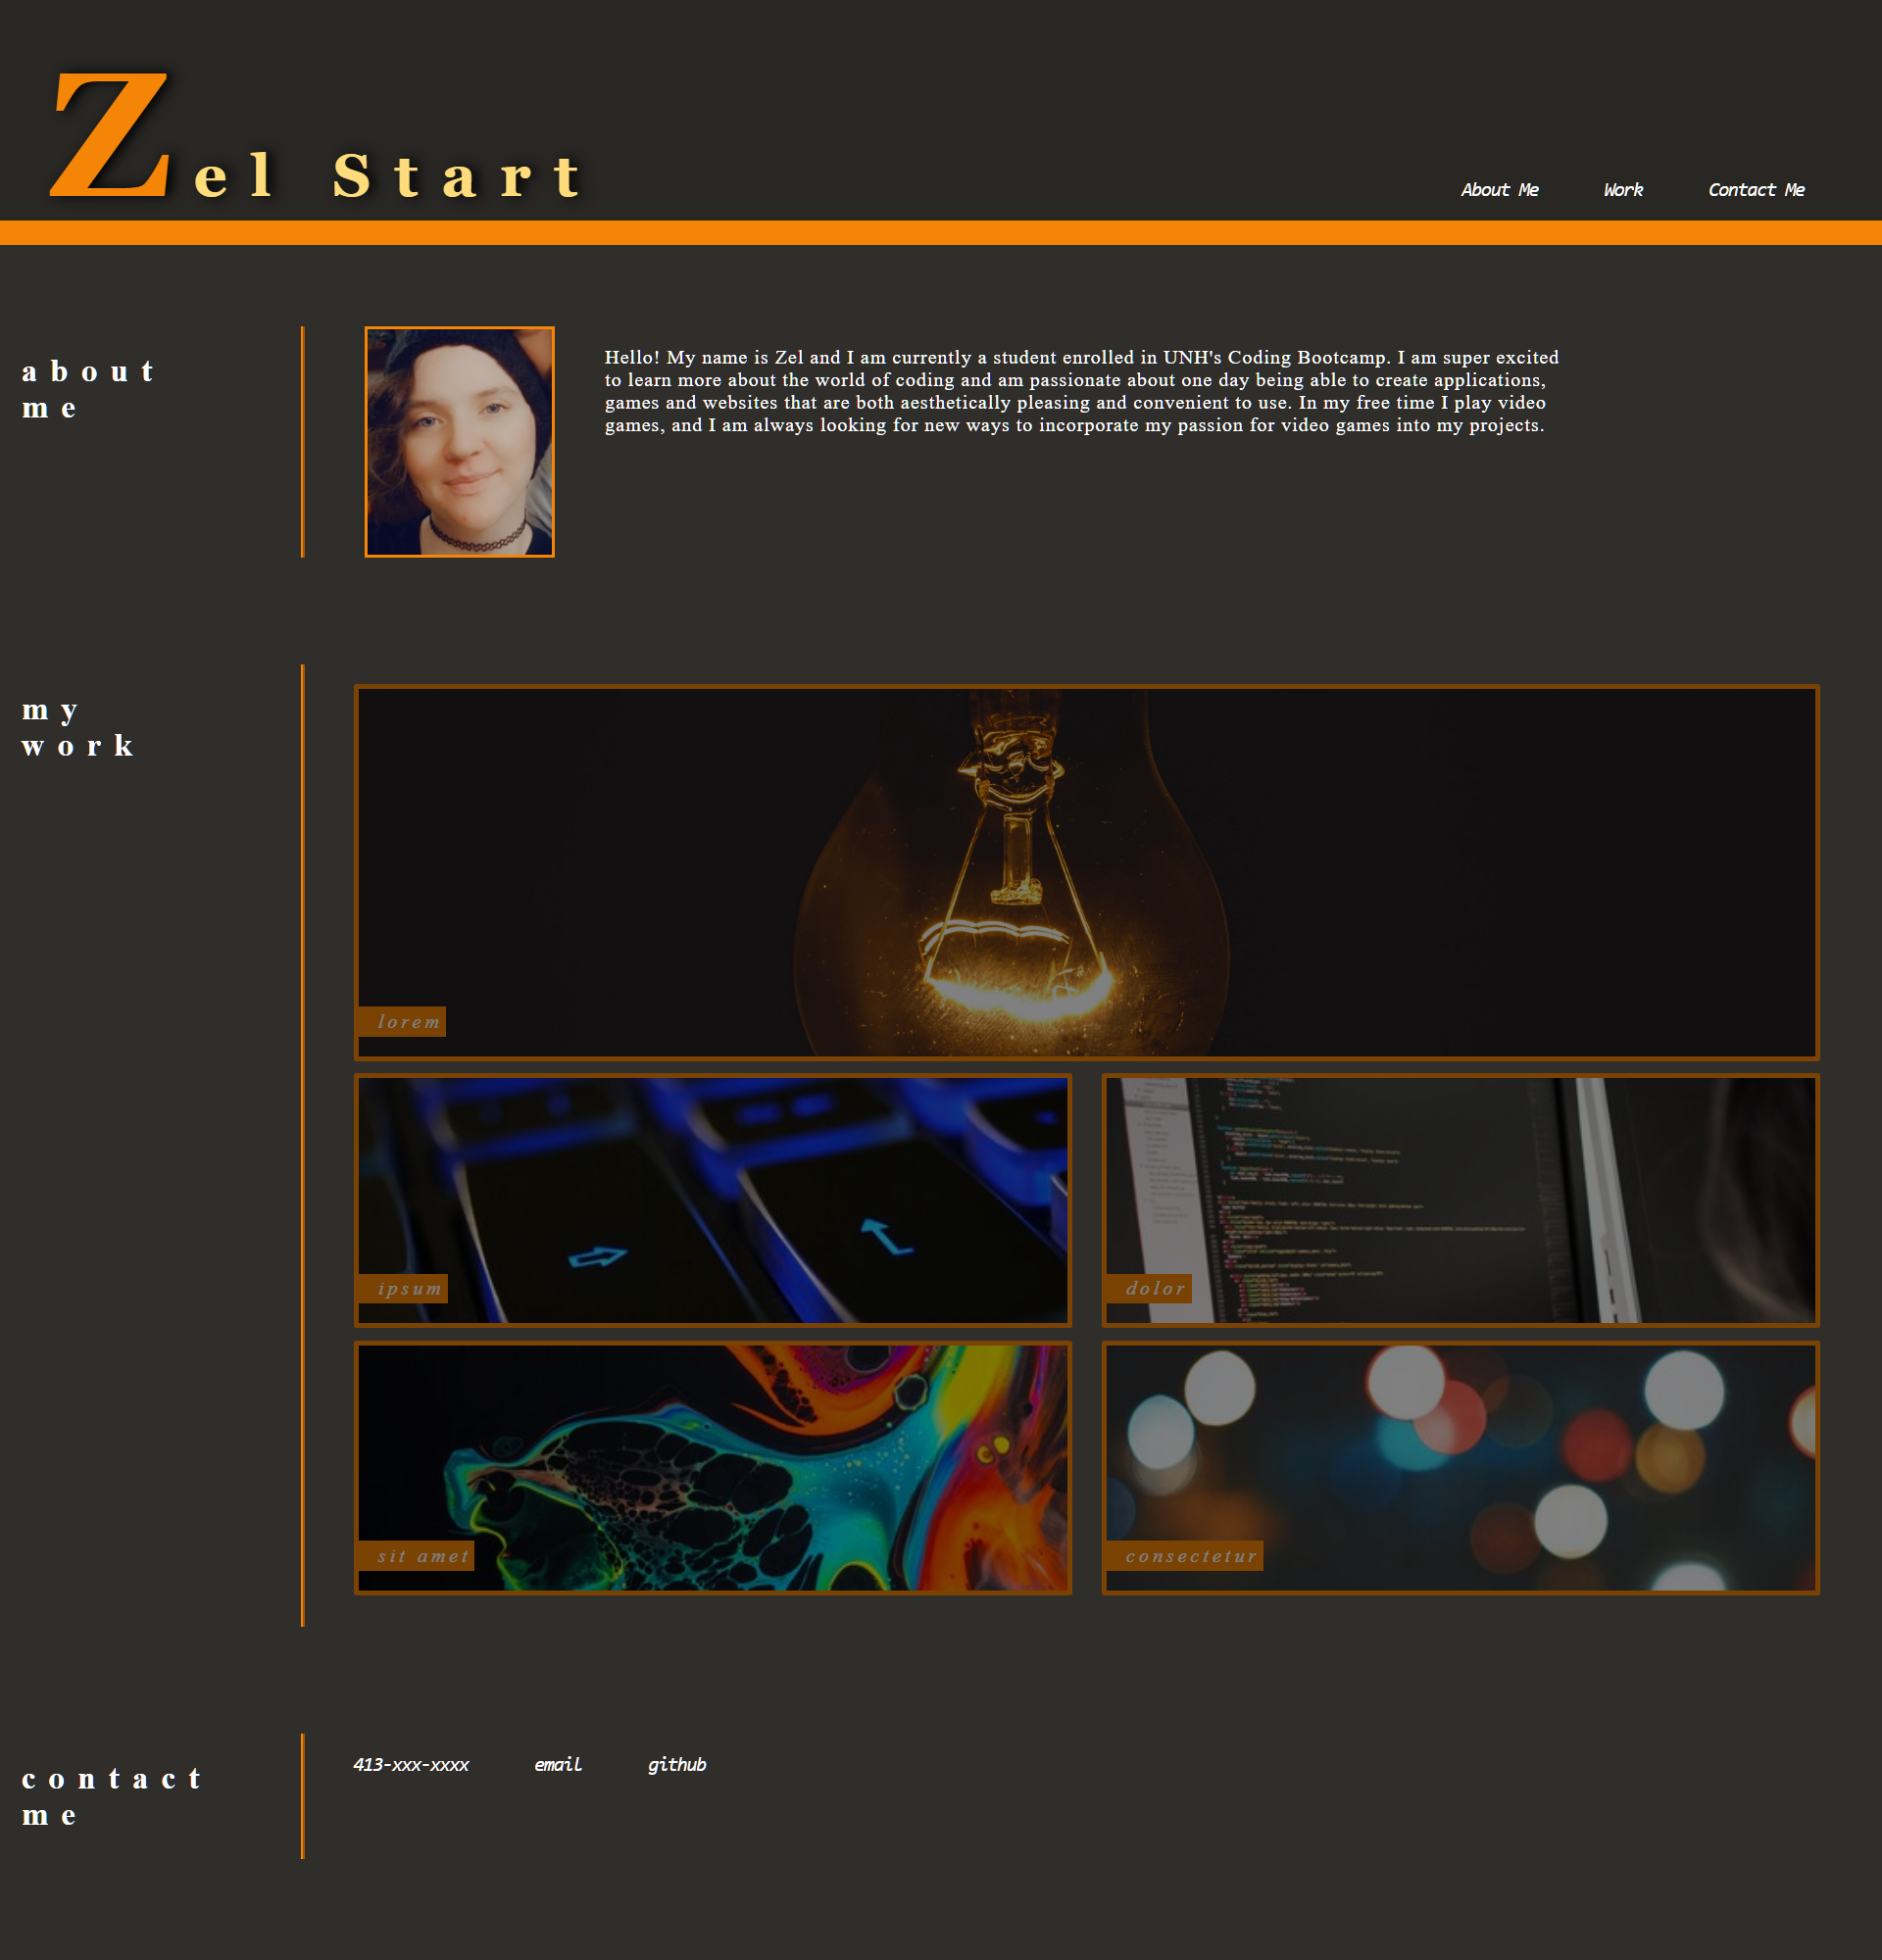 Zel Start
About Me Work Contact Me
about
me
Hello! My name is Zel and I am currently a student enrolled in UNH's Coding Bootcamp. I am super excited
to learn more about the world of coding and am passionate about one day being able to create applications,
games and websites that are both aesthetically pleasing and convenient to use. In my free time I play video
games, and I am always looking for new ways to incorporate my passion for video games into my projects.
my
work
lorem
ipsum
dolor
sit amet
consectetur
contact
me
413-xxx-xxxx email github